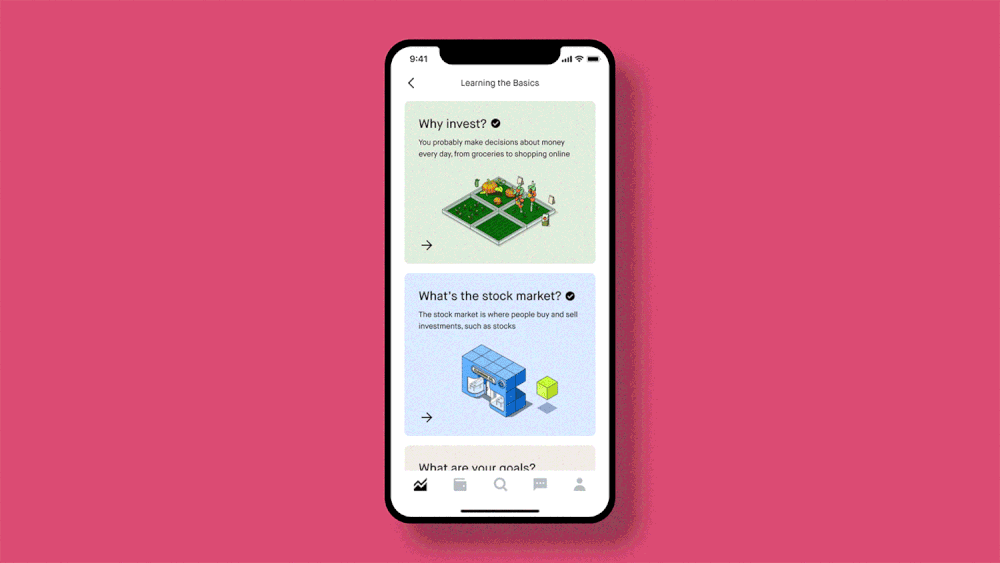 9:41
Learning the Basics
Why invest?
You probably make decisions about money
every day, from groceries to shopping online
What's the stock market?
The stock market is where people buy and sell
investments, such as stocks
What are your goals?